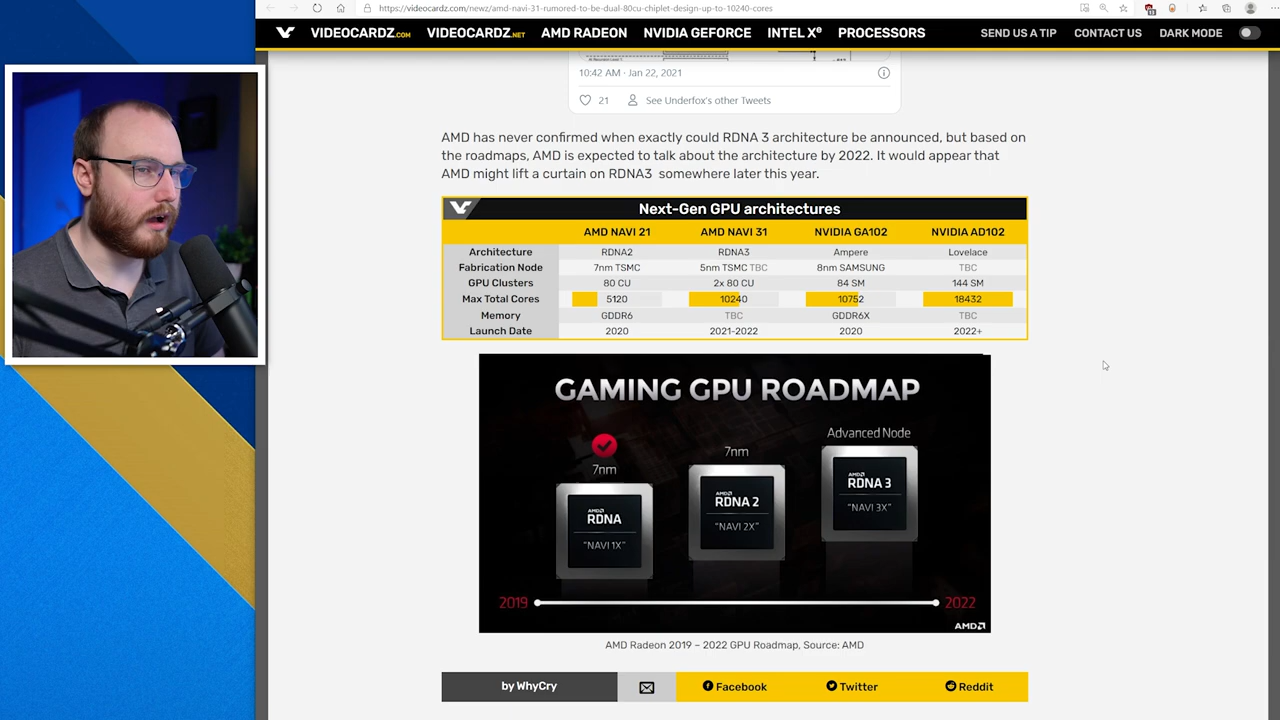 https://videocardz.com/newz/amd-navi-31-rumored-to-be-dual-80cu-chiplet-design-up-to-10240-cores
VIDEOCARDZ.COM VIDEOCARDZ.NET AMD RADEON NVIDIA GEFORCE INTEL Xe PROCESSORS SEND US A TIP CONTACT US DARK MODE
10:42 AM · Jan 22, 2021
21 See Underfox's other Tweets
AMD has never confirmed when exactly could RDNA 3 architecture be announced, but based on
the roadmaps, AMD is expected to talk about the architecture by 2022. It would appear that
AMD might lift a curtain on RDNA3 somewhere later this year.
Next-Gen GPU architectures
AMD NAVI 21 AMD NAVI 31 NVIDIA GA102 NVIDIA AD102
Architecture RDNA2 RDNA3 Ampere Lovelace
Fabrication Node 7nm TSMC 5nm TSMC TBC 8nm SAMSUNG TBC
GPU Clusters 80 CU 2x 80 CU 84 SM 144 SM
Max Total Cores 5120 10240 10752 18432
Memory GDDR6 TBC GDDR6X TBC
Launch Date 2020 2021-2022 2020 2022+
GAMING GPU ROADMAP
7nm
AMD
RDNA
"NAVI 1X"
7nm
AMD
RDNA 2
"NAVI 2X"
Advanced Node
AMD
RDNA 3
"NAVI 3X"
2019 2022
AMD
AMD Radeon 2019 – 2022 GPU Roadmap, Source: AMD
by WhyCry Facebook Twitter Reddit